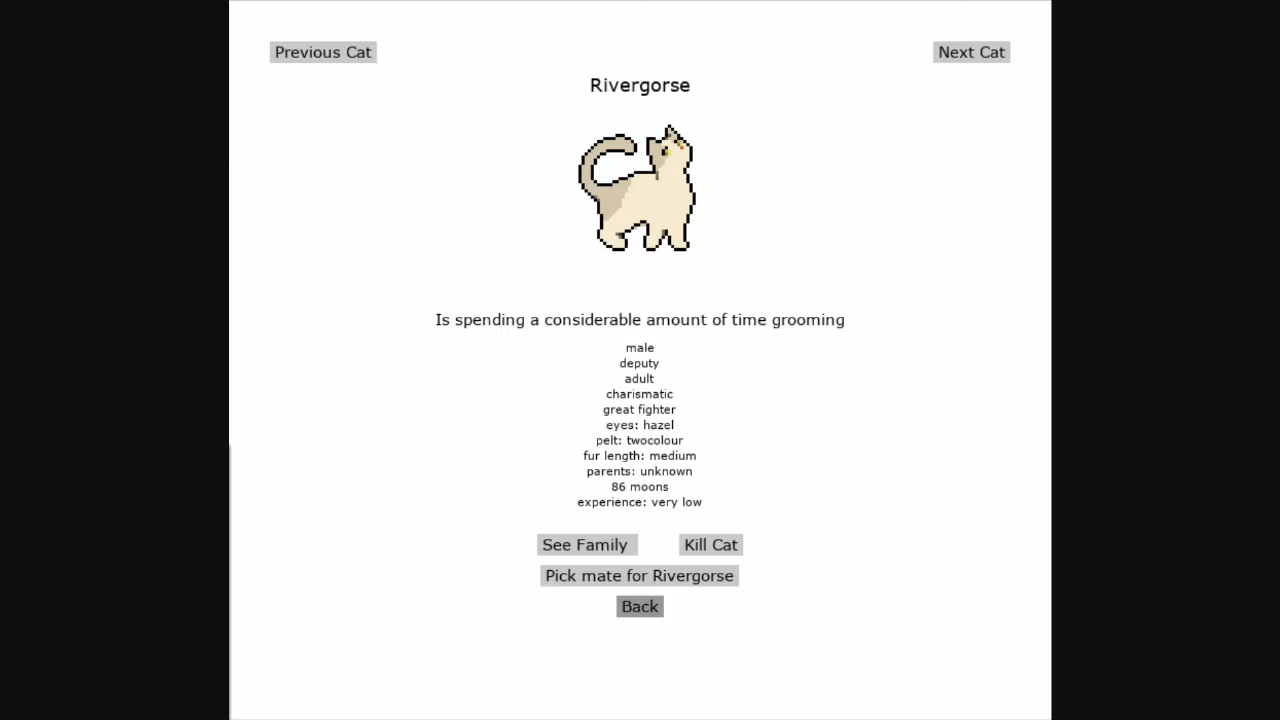 Previous Cat
Next Cat
Rivergorse
Is spending a considerable amount of time grooming
male
deputy
adult
charismatic
great fighter
eyes: hazel
pelt: twocolour
fur length: medium
parents: unknown
86 moons
experience: very low
See Family
Kill Cat
Pick mate for Rivergorse
Back